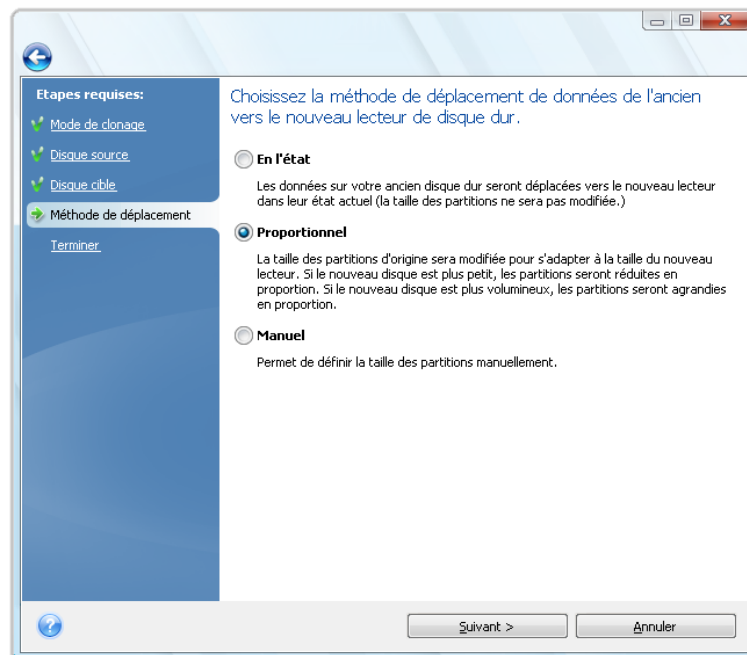 Etapes requises:
Mode de clonage
Disque source
Disque cible
Méthode de déplacement
Terminer
Choisissez la méthode de déplacement de données de l'ancien
vers le nouveau lecteur de disque dur.
En l'état
Les données sur votre ancien disque dur seront déplacées vers le nouveau lecteur
dans leur état actuel (la taille des partitions ne sera pas modifiée.)
Proportionnel
La taille des partitions d'origine sera modifiée pour s'adapter à la taille du nouveau
lecteur. Si le nouveau disque est plus petit, les partitions seront réduites en
proportion. Si le nouveau disque est plus volumineux, les partitions seront agrandies
en proportion.
Manuel
Permet de définir la taille des partitions manuellement.
Suivant >
Annuler